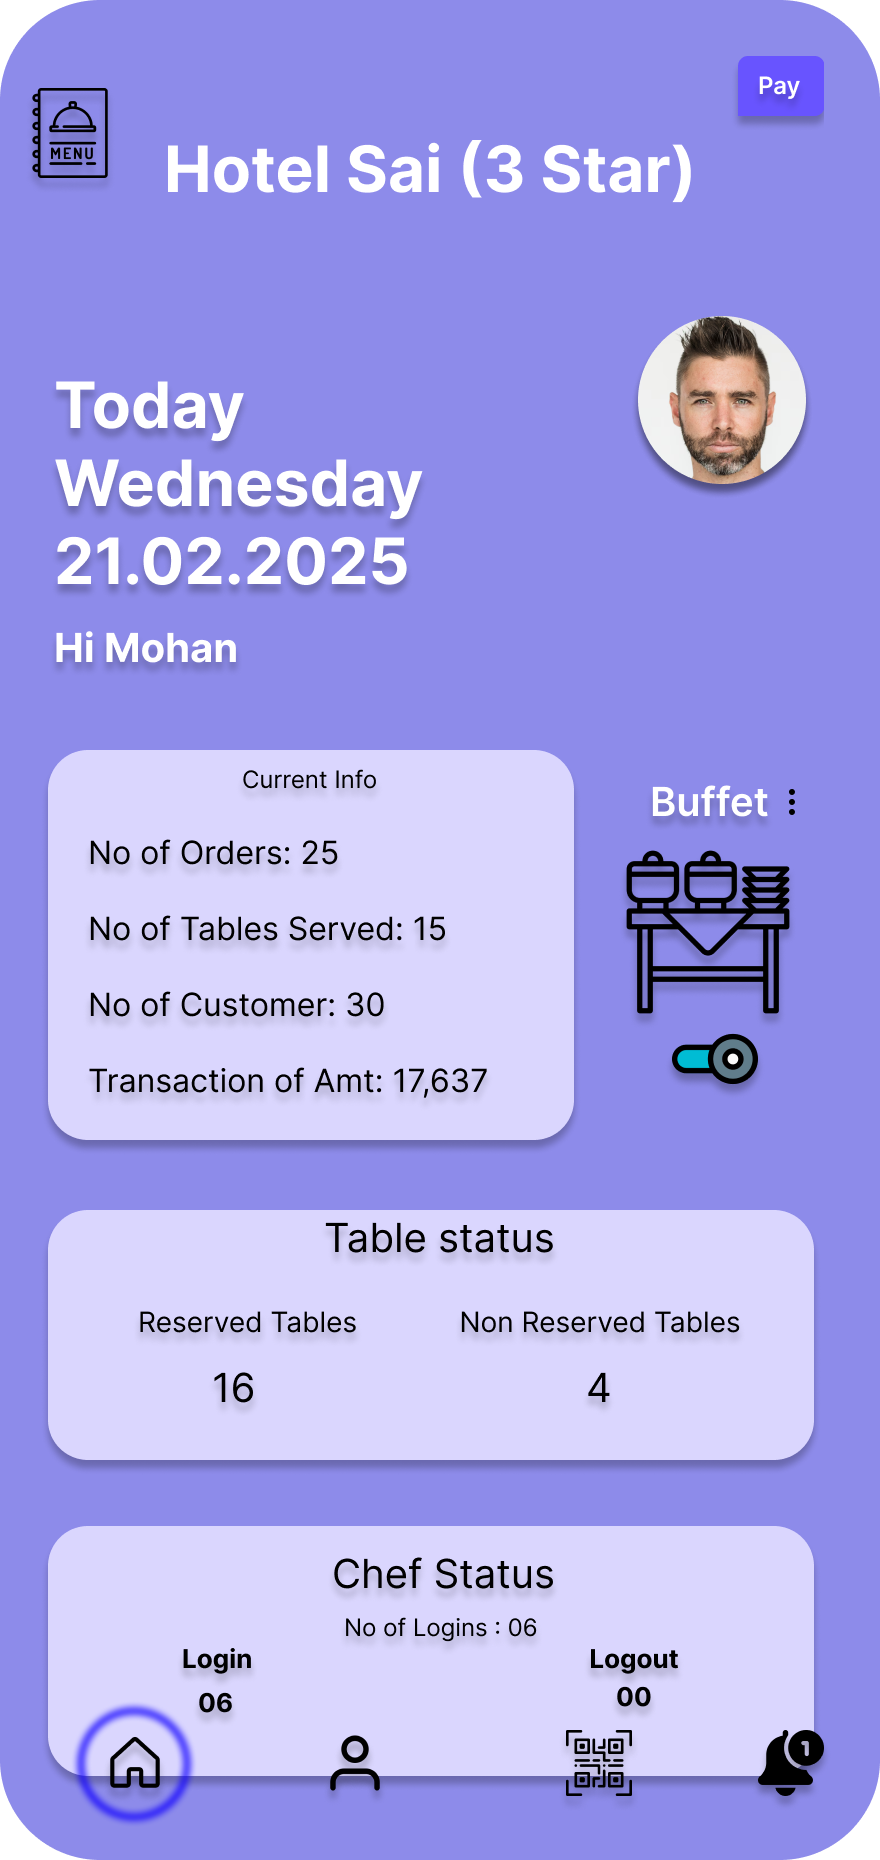 Pay
MENU
Hotel Sai (3 Star)
Today
Wednesday
21.02.2025
Hi Mohan
Current Info
No of Orders: 25
No of Tables Served: 15
No of Customer: 30
Transaction of Amt: 17,637
Buffet
Table status
Reserved Tables
Non Reserved Tables
16
4
Chef Status
No of Logins : 06
Login
Logout
06
00
1